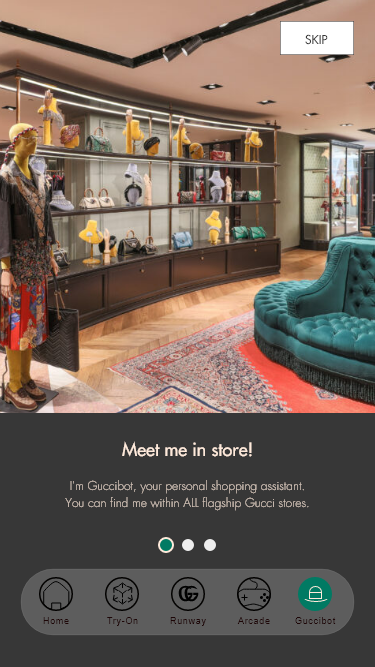 SKIP
Meet me in store!
I'm Guccibot, your personal shopping assistant.
You can find me within ALL flagship Gucci stores.
Home Try-On Runway Arcade Guccibot